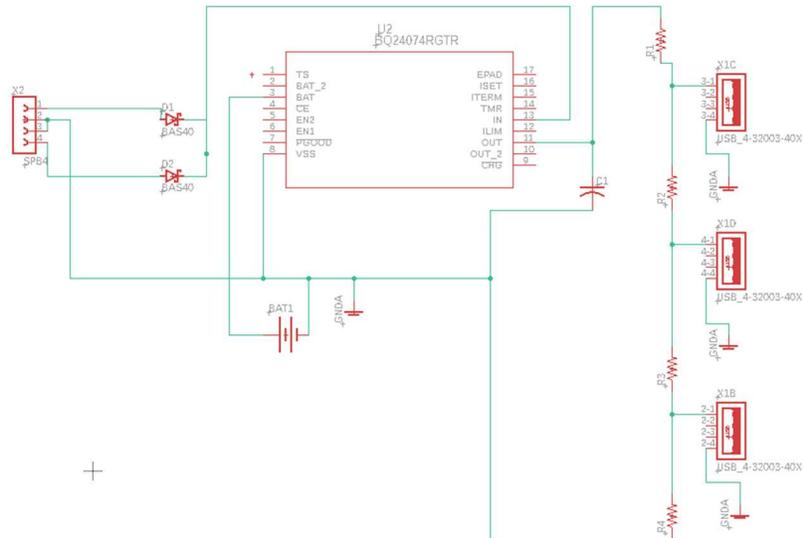 U2
BQ24074RGTR
1 TS
2 BAT_2
3 BAT
4 CE
5 EN2
6 EN1
7 PGOOD
8 VSS
EPAD 17
ISET 16
ITERM 15
TMR 14
IN 13
ILIM 12
OUT 11
OUT_2 10
CHG 9
X2
1
2
3
4
SPB4
D1
BAS40
D2
BAS40
C1
BAT1
GNDA
R1
R2
R3
R4
X1C
3-1
3-2
3-3
3-4
USB_4-32003-40X
GNDA
X1D
4-1
4-2
4-3
4-4
USB_4-32003-40X
GNDA
X1B
2-1
2-2
2-3
2-4
USB_4-32003-40X
GNDA